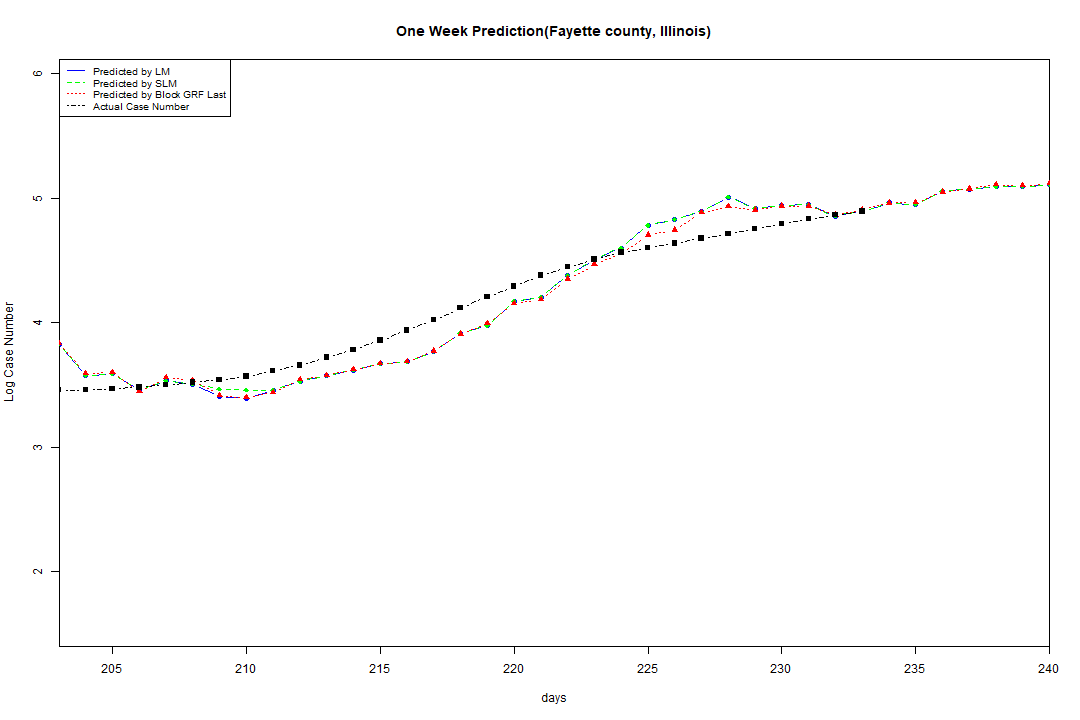 One Week Prediction(Fayette county, Illinois)
Predicted by LM
Predicted by SLM
Predicted by Block GRF Last
Actual Case Number
6
5
4
3
2
Log Case Number
205 210 215 220 225 230 235 240
days